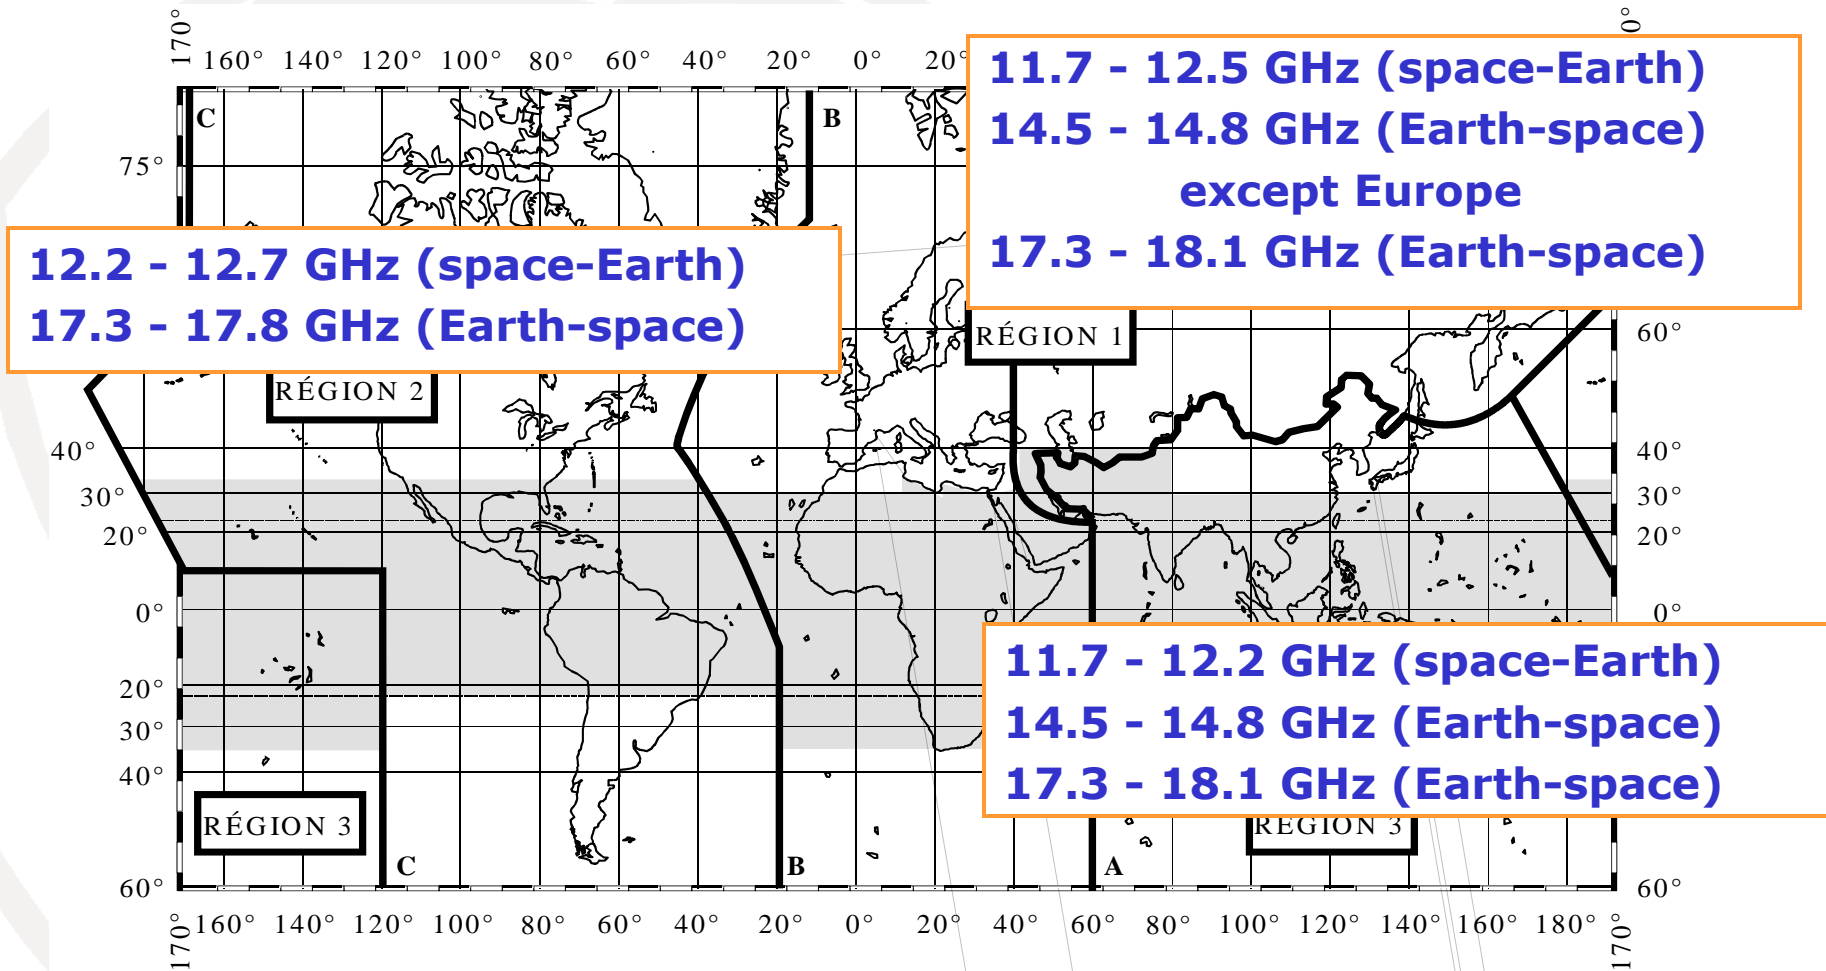 170°
160° 140° 120° 100° 80° 60° 40° 20° 0° 20°
0°
C
B
75°
11.7 - 12.5 GHz (space-Earth)
14.5 - 14.8 GHz (Earth-space)
except Europe
17.3 - 18.1 GHz (Earth-space)
12.2 - 12.7 GHz (space-Earth)
17.3 - 17.8 GHz (Earth-space)
RÉGION 1
60°
RÉGION 2
40°
40°
30°
30°
20°
20°
0°
0°
11.7 - 12.2 GHz (space-Earth)
14.5 - 14.8 GHz (Earth-space)
17.3 - 18.1 GHz (Earth-space)
20°
30°
40°
RÉGION 3
RÉGION 3
C
B
A
60°
60°
170°
160° 140° 120° 100° 80° 60° 40° 20° 0° 20° 40° 60° 80° 100° 120° 140° 160° 180°
170°